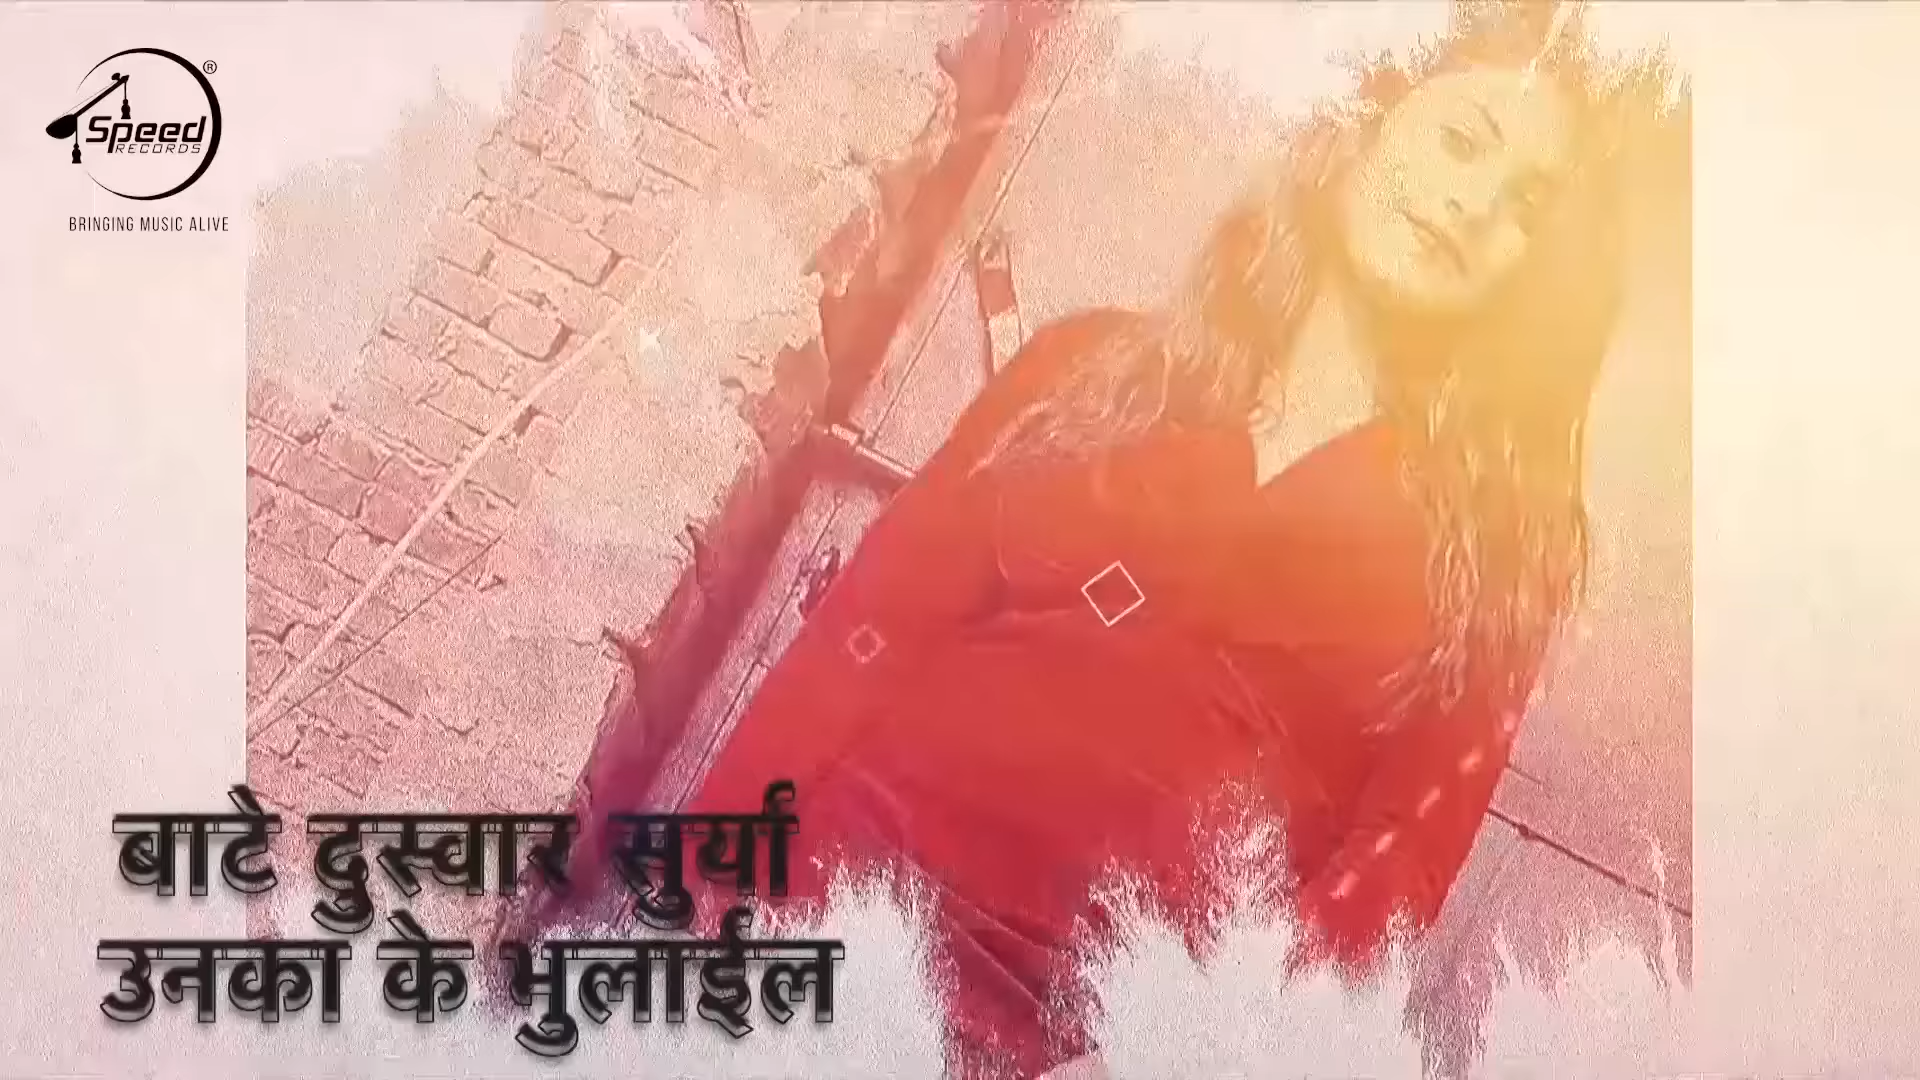 Speed®
RECORDS
BRINGING MUSIC ALIVE
बाटे दुस्वार सुर्या
उनका के भुलाईल